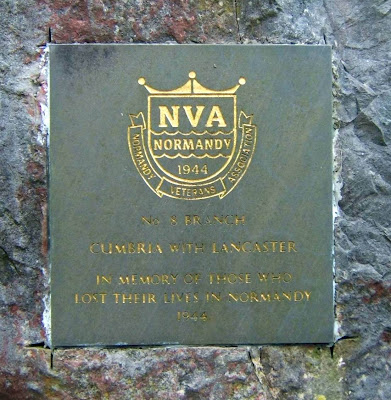 NVA
NORMANDY
1944
NORMANDY VETERANS ASSOCIATION
No 8 BRANCH
CUMBRIA WITH LANCASTER
IN MEMORY OF THOSE WHO
LOST THEIR LIVES IN NORMANDY
1944